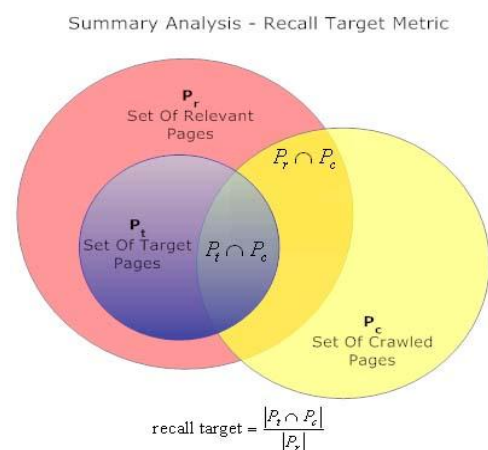 Summary Analysis - Recall Target Metric
P_r
Set Of Relevant
Pages
P_r ∩ P_c
P_t
Set Of Target
Pages
P_t ∩ P_c
P_c
Set Of Crawled
Pages
recall target = |P_t ∩ P_c| / |P_r|